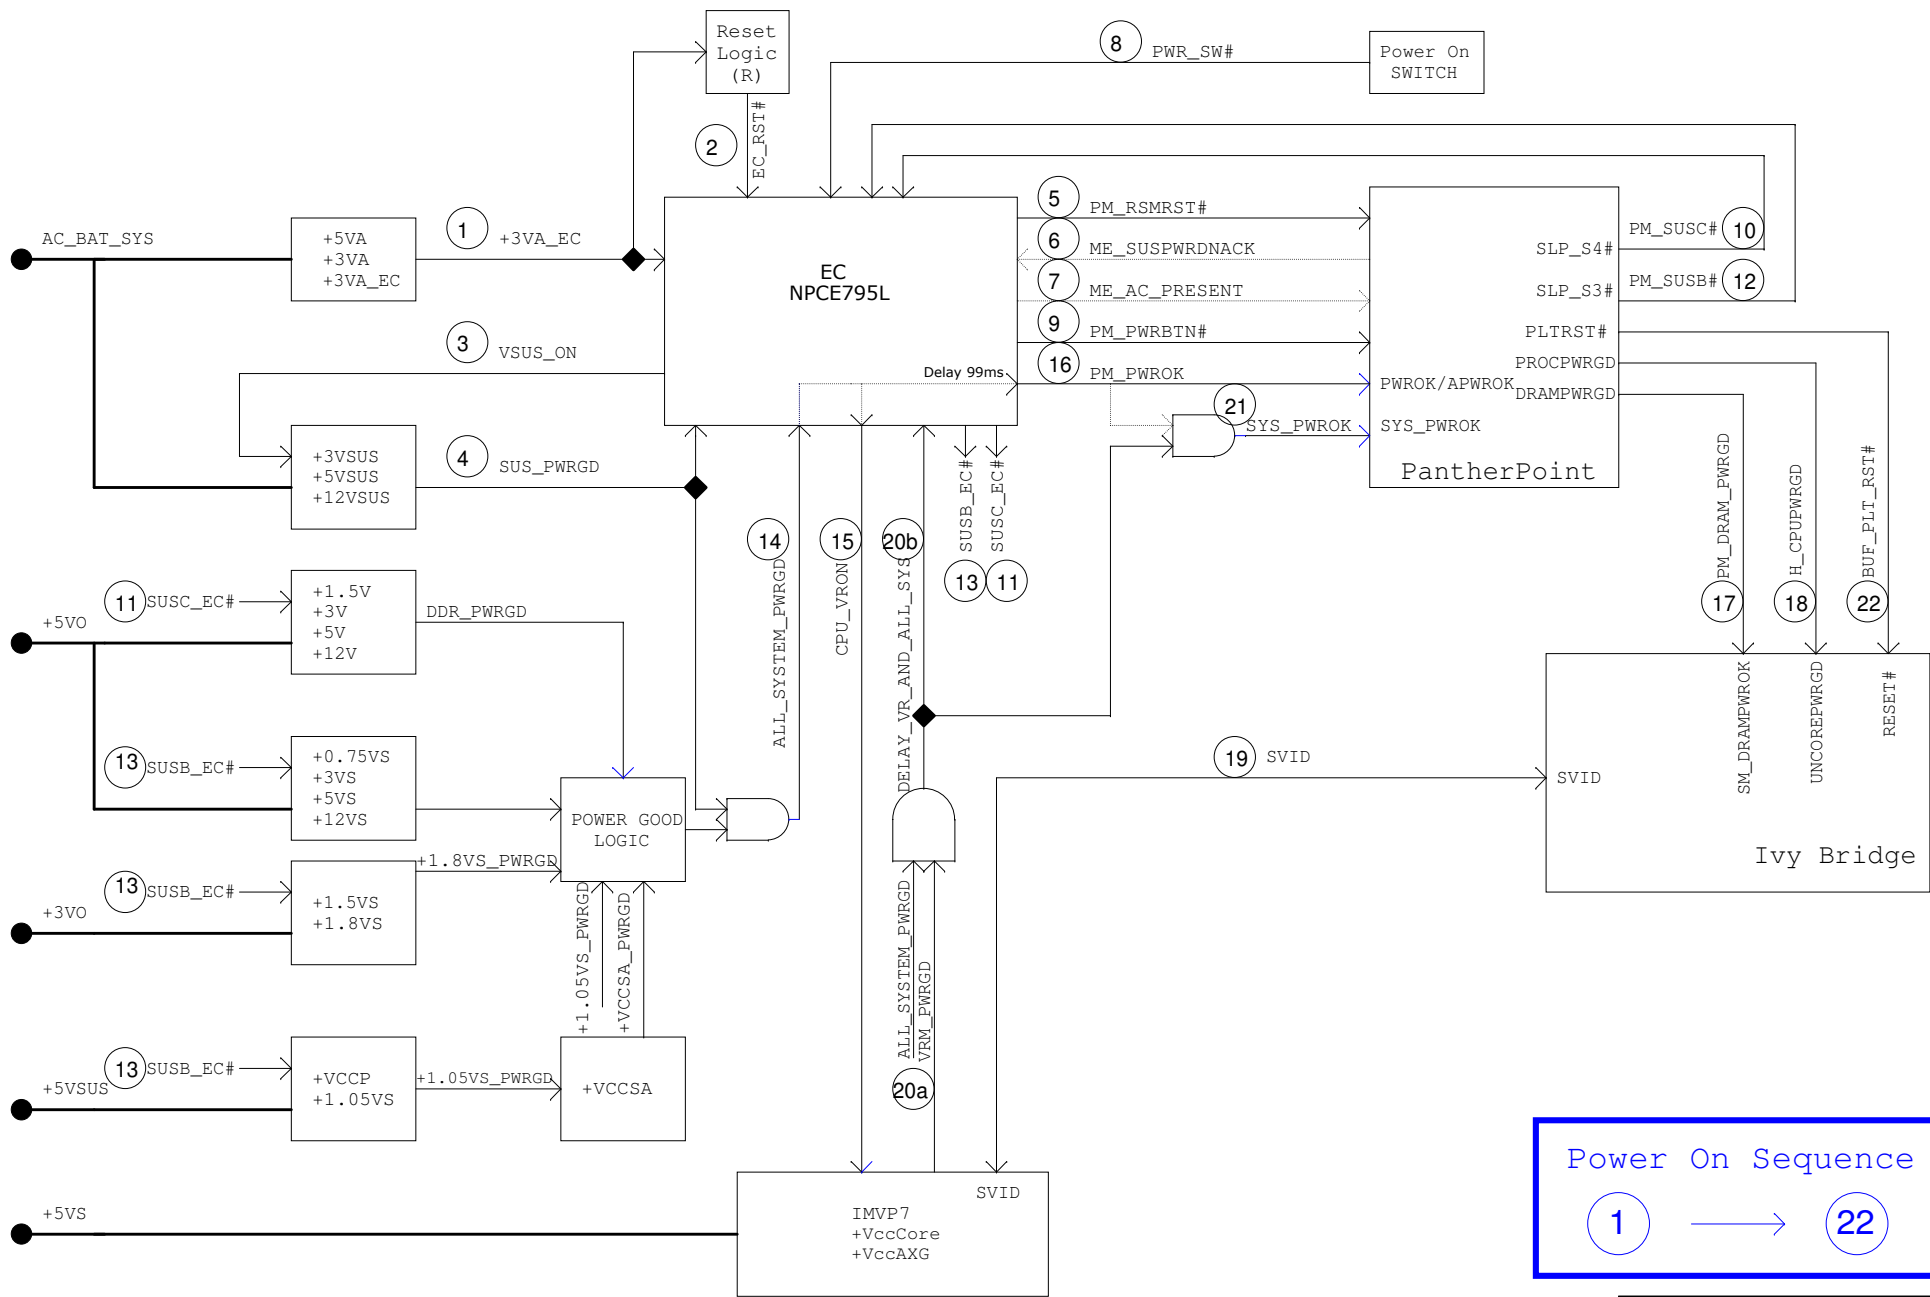 Reset
Logic
(R)
8 PWR_SW#
Power On
SWITCH
2
EC_RST#
AC_BAT_SYS
+5VA
+3VA
+3VA_EC
1 +3VA_EC
EC
NPCE795L
Delay 99ms
5 PM_RSMRST#
6 ME_SUSPWRDNACK
7 ME_AC_PRESENT
9 PM_PWRBTN#
16 PM_PWROK
21
SYS_PWROK
SLP_S4#
SLP_S3#
PLTRST#
PROCPWRGD
PWROK/APWROK
DRAMPWRGD
SYS_PWROK
PantherPoint
PM_SUSC# 10
PM_SUSB# 12
3 VSUS_ON
+3VSUS
+5VSUS
+12VSUS
4 SUS_PWRGD
14
ALL_SYSTEM_PWRGD
15
CPU_VRON
20b
DELAY_VR_AND_ALL_SYS
SUSB_EC#
13
SUSC_EC#
11
PM_DRAM_PWRGD
17
H_CPUPWRGD
18
BUF_PLT_RST#
22
+5VO
11 SUSC_EC#
+1.5V
+3V
+5V
+12V
DDR_PWRGD
13 SUSB_EC#
+0.75VS
+3VS
+5VS
+12VS
POWER GOOD
LOGIC
+3VO
13 SUSB_EC#
+1.5VS
+1.8VS
+1.8VS_PWRGD
+1.05VS_PWRGD
+VCCSA_PWRGD
+5VSUS
13 SUSB_EC#
+VCCP
+1.05VS
+1.05VS_PWRGD
+VCCSA
ALL_SYSTEM_PWRGD
VRM_PWRGD
20a
19 SVID
SVID
SM_DRAMPWROK
UNCOREPWRGD
RESET#
Ivy Bridge
+5VS
SVID
IMVP7
+VccCore
+VccAXG
Power On Sequence
1 22